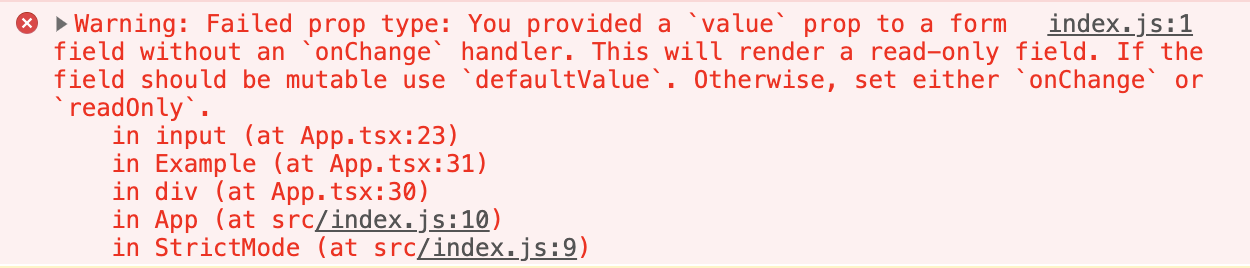 Warning: Failed prop type: You provided a `value` prop to a form index.js:1
field without an `onChange` handler. This will render a read-only field. If the
field should be mutable use `defaultValue`. Otherwise, set either `onChange` or
`readOnly`.
in input (at App.tsx:23)
in Example (at App.tsx:31)
in div (at App.tsx:30)
in App (at src/index.js:10)
in StrictMode (at src/index.js:9)